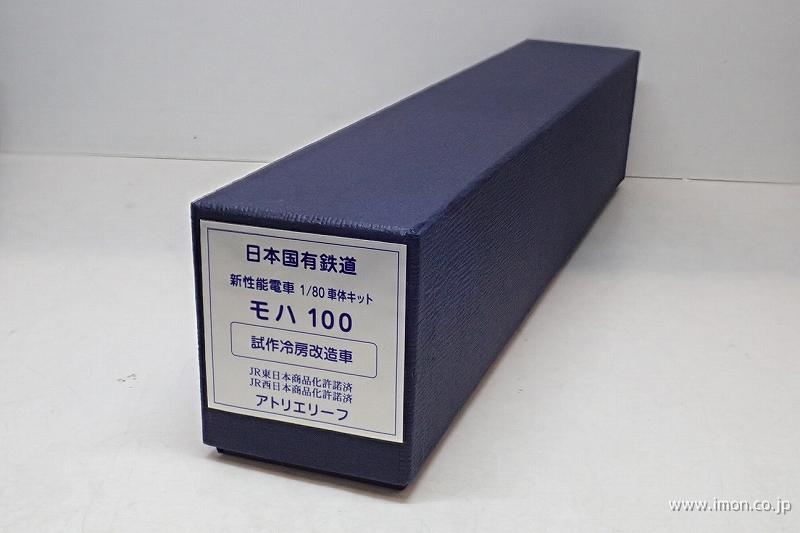 日本国有鉄道
新性能電車 1/80 車体キット
モハ 100
試作冷房改造車
JR東日本商品化許諾済
JR西日本商品化許諾済
アトリエリーフ
www.imon.co.jp